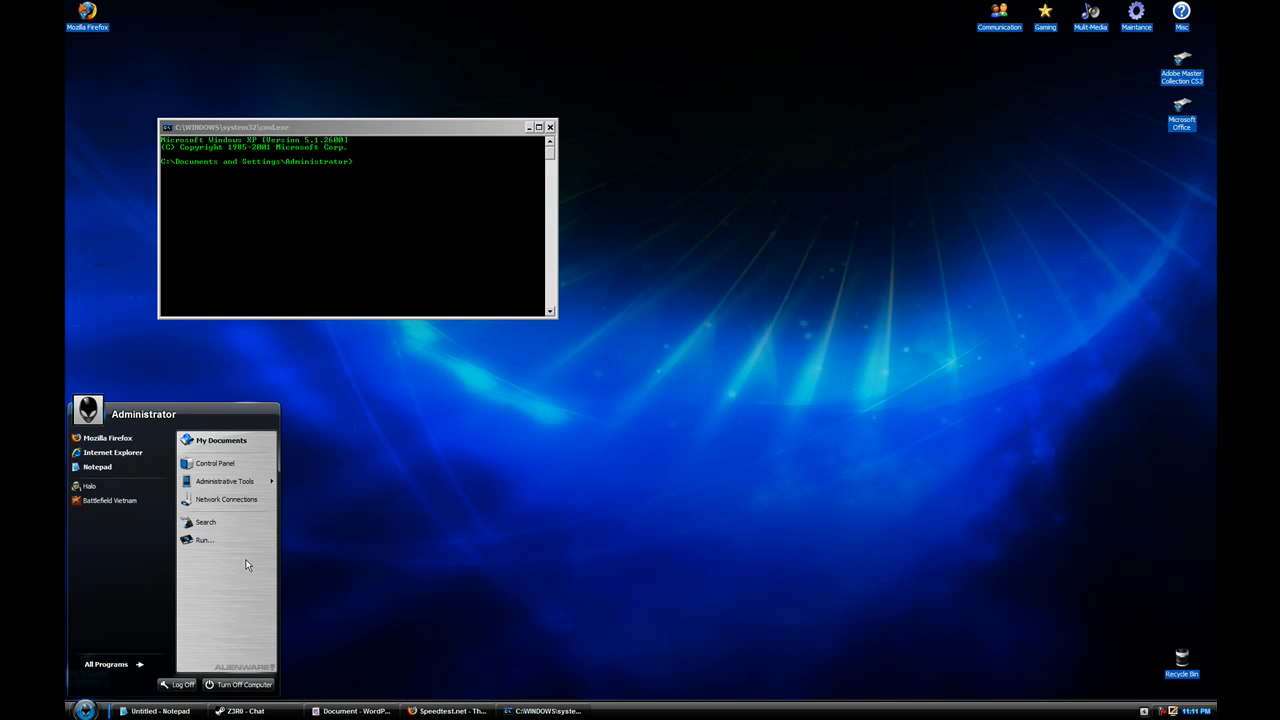 Mozilla Firefox
Communication
Gaming
Mulit-Media
Maintance
Misc
Adobe Master
Collection CS3
Microsoft
Office
C:\WINDOWS\system32\cmd.exe
Microsoft Windows XP [Version 5.1.2600]
(C) Copyright 1985-2001 Microsoft Corp.
C:\Documents and Settings\Administrator>
Administrator
Mozilla Firefox
Internet Explorer
Notepad
Halo
Battlefield Vietnam
My Documents
Control Panel
Administrative Tools
Network Connections
Search
Run...
All Programs
ALIENWARE
Log Off
Turn Off Computer
Recycle Bin
Untitled - Notepad
Z3R0 - Chat
Document - WordP...
Speedtest.net - Th...
C:\WINDOWS\syste...
11:11 PM